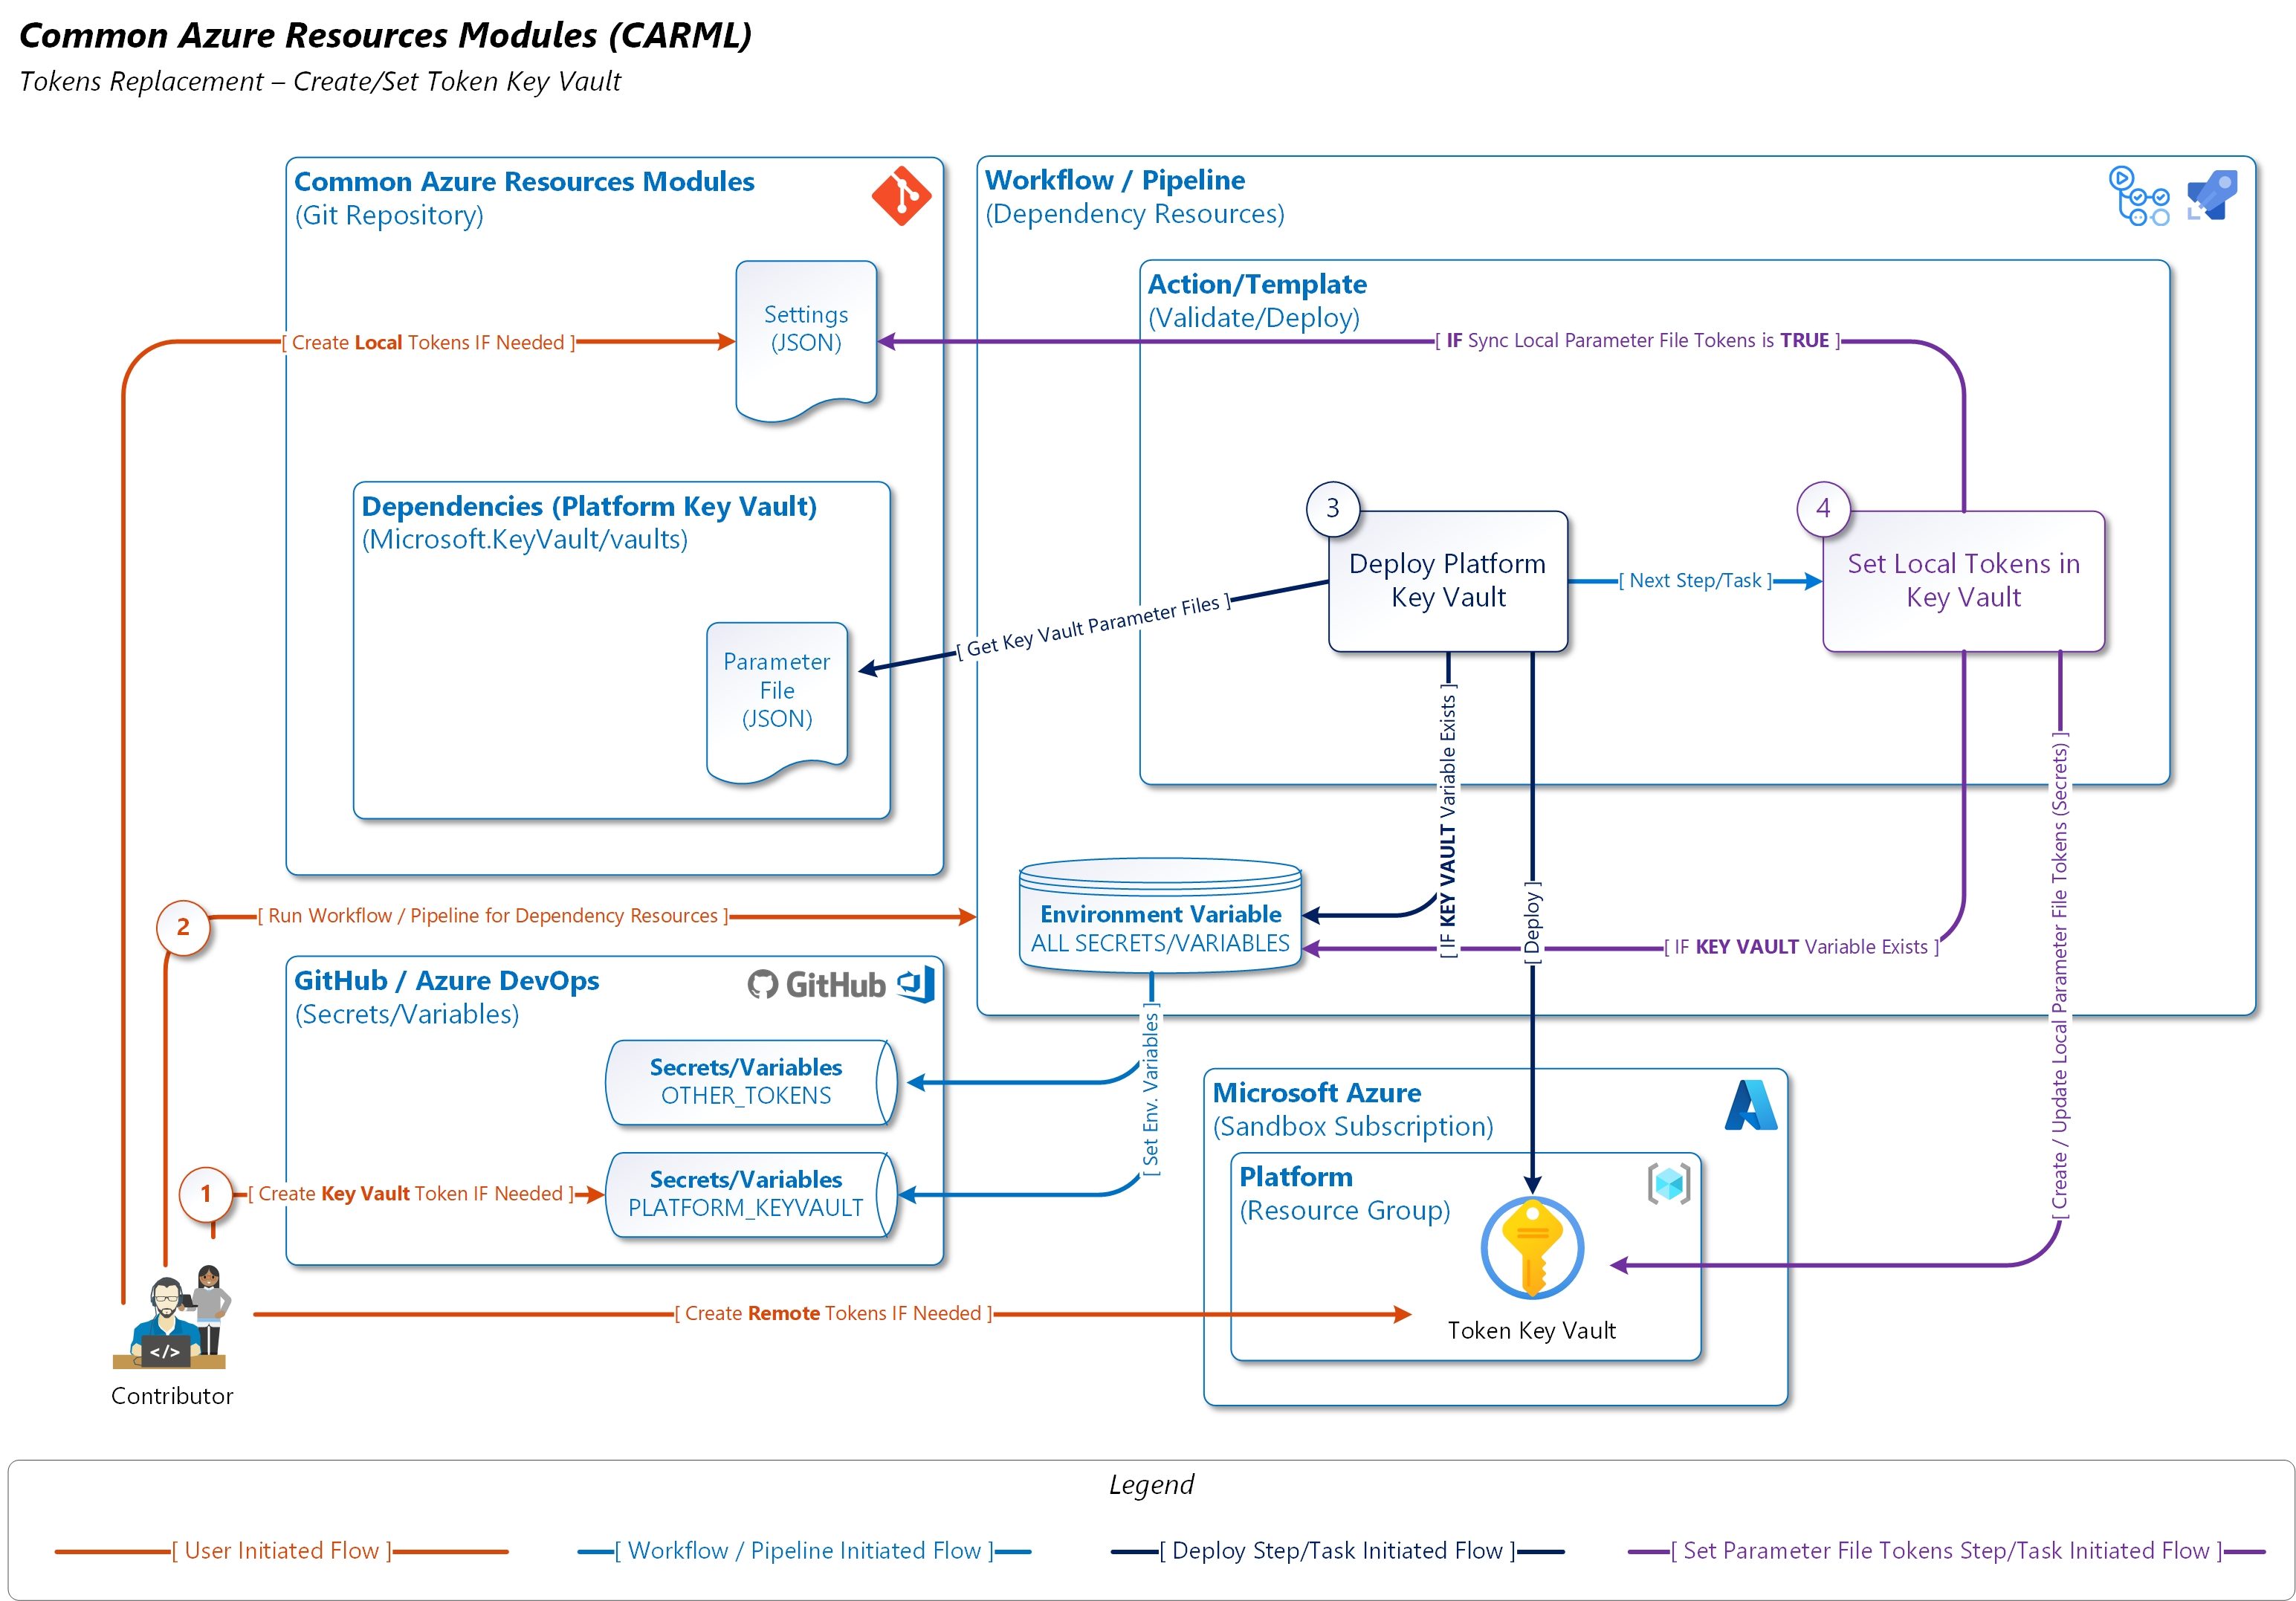 Common Azure Resources Modules (CARML)
Tokens Replacement – Create/Set Token Key Vault
Common Azure Resources Modules
(Git Repository)
Settings
(JSON)
[ Create Local Tokens IF Needed ]
Dependencies (Platform Key Vault)
(Microsoft.KeyVault/vaults)
Parameter
File
(JSON)
Workflow / Pipeline
(Dependency Resources)
Action/Template
(Validate/Deploy)
[ IF Sync Local Parameter File Tokens is TRUE ]
3
Deploy Platform
Key Vault
[ Next Step/Task ]
4
Set Local Tokens in
Key Vault
[ Get Key Vault Parameter Files ]
[ IF KEY VAULT Variable Exists ]
[ Deploy ]
[ Create / Update Local Parameter File Tokens (Secrets) ]
Environment Variable
ALL SECRETS/VARIABLES
[ IF KEY VAULT Variable Exists ]
2
[ Run Workflow / Pipeline for Dependency Resources ]
GitHub / Azure DevOps
(Secrets/Variables)
GitHub
Secrets/Variables
OTHER_TOKENS
[ Set Env. Variables ]
1
[ Create Key Vault Token IF Needed ]
Secrets/Variables
PLATFORM_KEYVAULT
Microsoft Azure
(Sandbox Subscription)
Platform
(Resource Group)
Token Key Vault
[ Create Remote Tokens IF Needed ]
</>
Contributor
Legend
[ User Initiated Flow ]
[ Workflow / Pipeline Initiated Flow ]
[ Deploy Step/Task Initiated Flow ]
[ Set Parameter File Tokens Step/Task Initiated Flow ]